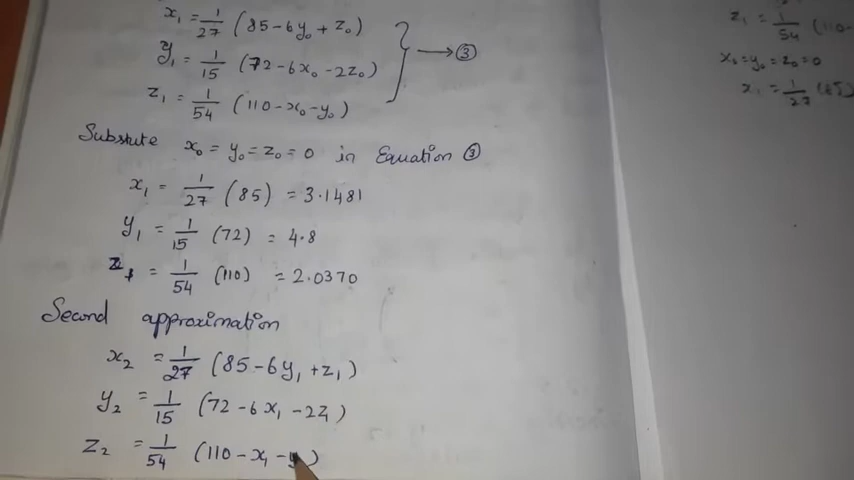 x₁ = 1/27 (85 - 6y₀ + z₀)
y₁ = 1/15 (72 - 6x₀ - 2z₀) → ③
z₁ = 1/54 (110 - x₀ - y₀)
Substute x₀ = y₀ = z₀ = 0 in Equation ③
x₁ = 1/27 (85) = 3.1481
y₁ = 1/15 (72) = 4.8
z₁ = 1/54 (110) = 2.0370
Second approximation
x₂ = 1/27 (85 - 6y₁ + z₁)
y₂ = 1/15 (72 - 6x₁ - 2z₁)
z₂ = 1/54 (110 - x₁ - y)
z₁ = 1/54 (110 -
x₀ = y₀ = z₀ = 0
x₁ = 1/27 (85)